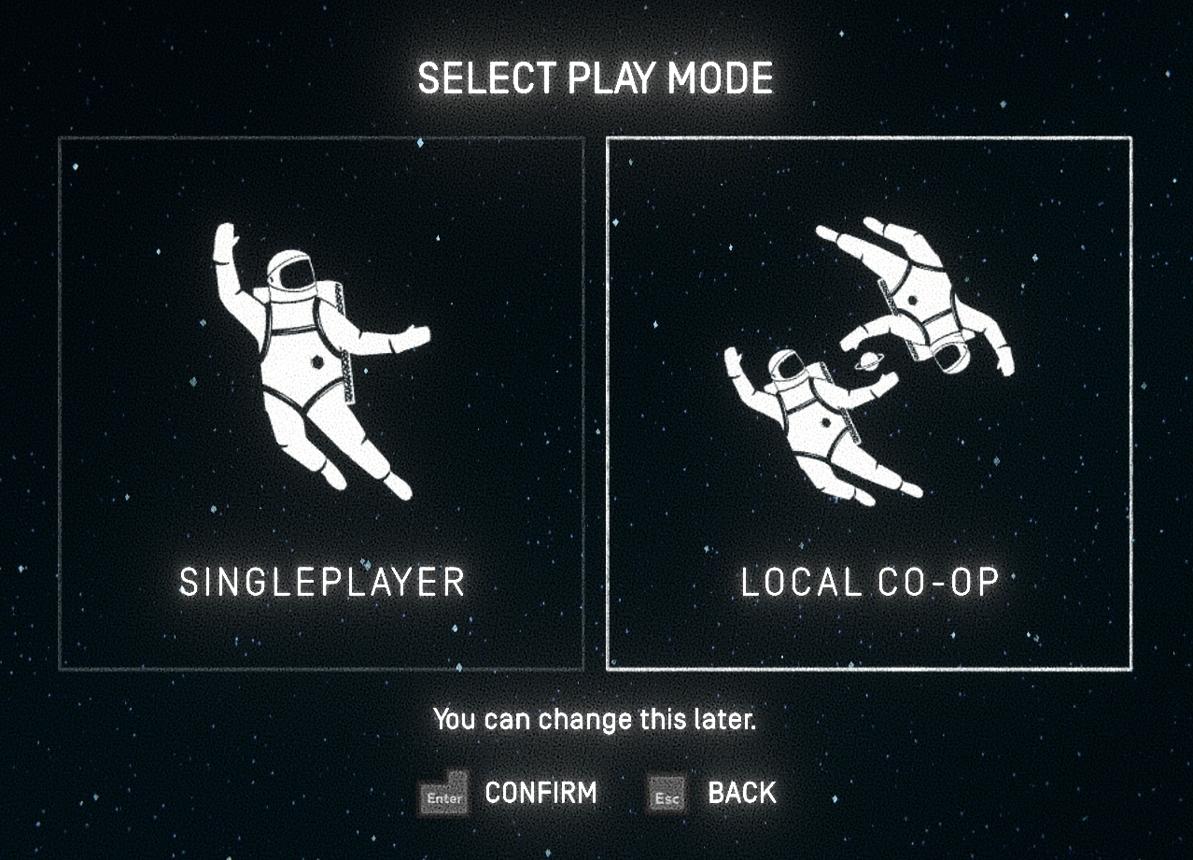 SELECT PLAY MODE
SINGLEPLAYER
LOCAL CO-OP
You can change this later.
Enter CONFIRM Esc BACK